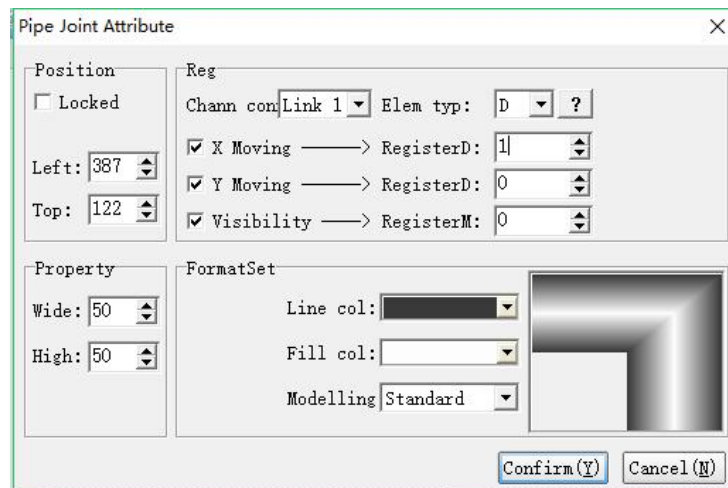 Pipe Joint Attribute
Position
Locked
Left: 387
Top: 122
Reg
Chann con Link 1 Elem typ: D ?
X Moving ———> RegisterD: 1
Y Moving ———> RegisterD: 0
Visibility ———> RegisterM: 0
Property
Wide: 50
High: 50
FormatSet
Line col:
Fill col:
Modelling Standard
Confirm(Y) Cancel(N)